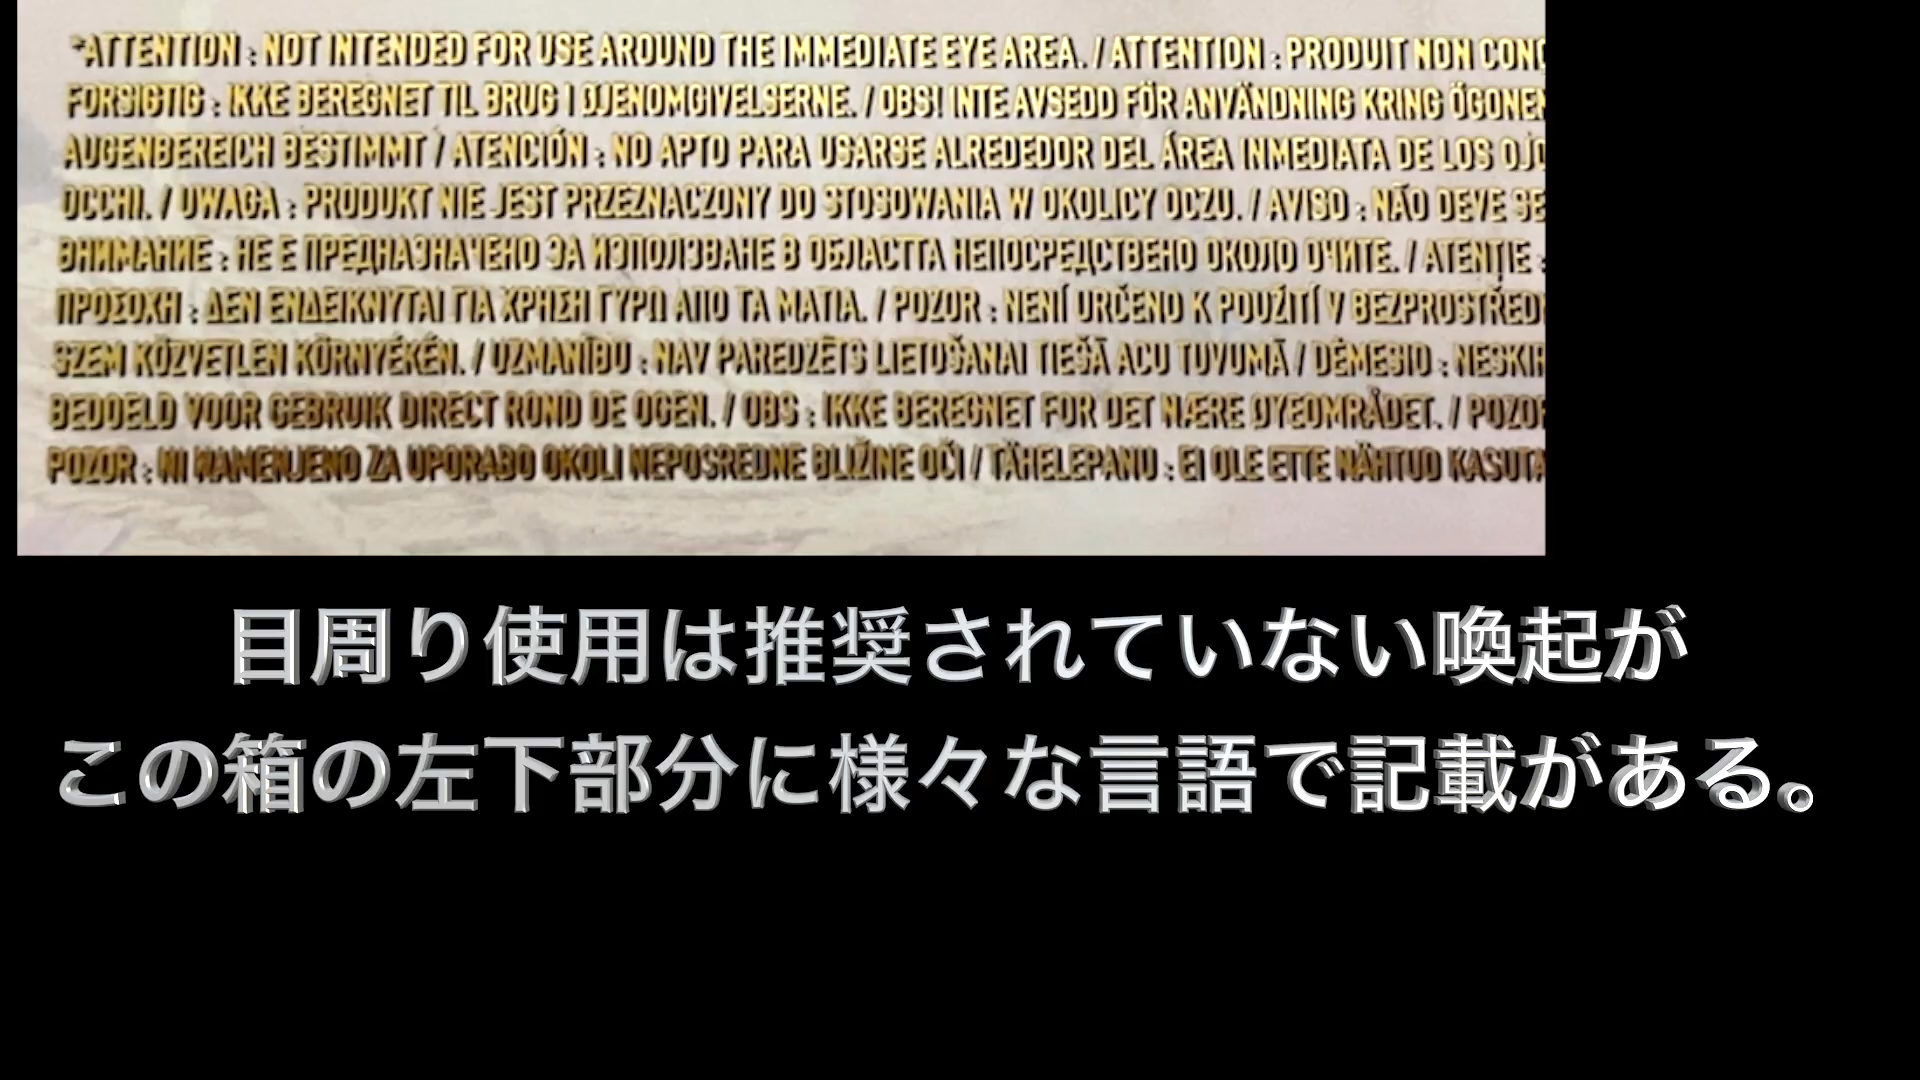 *ATTENTION : NOT INTENDED FOR USE AROUND THE IMMEDIATE EYE AREA. / ATTENTION : PRODUIT NON
FORSIGTIG : IKKE BEREGNET TIL BRUG I ØJENOMGIVELSERNE. / OBS! INTE AVSEDD FÖR ANVÄNDNING KRING ÖGONEN
AUGENBEREICH BESTIMMT / ATENCIÓN : NO APTO PARA USARSE ALREDEDOR DEL ÁREA INMEDIATA DE LOS
OCCHI. / UWAGA : PRODUKT NIE JEST PRZEZNACZONY DO STOSOWANIA W OKOLICY OCZU. / AVISO : NÃO DEVE
ВНИМАНИЕ : НЕ Е ПРЕДНАЗНАЧЕНО ЗА ИЗПОЛЗВАНЕ В ОБЛАСТТА НЕПОСРЕДСТВЕНО ОКОЛО ОЧИТЕ. / ATENȚIE :
ΠΡΟΣΟΧΗ : ΔΕΝ ΕΝΔΕΙΚΝΥΤΑΙ ΓΙΑ ΧΡΗΣΗ ΓΥΡΩ ΑΠΟ ΤΑ ΜΑΤΙΑ. / POZOR : NENÍ URČENO K POUŽITÍ V
SZEM KÖZVETLEN KÖRNYÉKÉN. / UZMANĪBU : NAV PAREDZĒTS LIETOŠANAI TIEŠĀ ACU TUVUMĀ / DĖMESIO :
BEDOELD VOOR GEBRUIK DIRECT ROND DE OGEN. / OBS : IKKE BEREGNET FOR DET NÆRE ØYEOMRÅDET. /
POZOR : NI NAMENJENO ZA UPORABO OKOLI NEPOSREDNE BLIŽINE OČI / TÄHELEPANU : EI OLE ETTE NÄHTUD
目周り使用は推奨されていない喚起が
この箱の左下部分に様々な言語で記載がある。